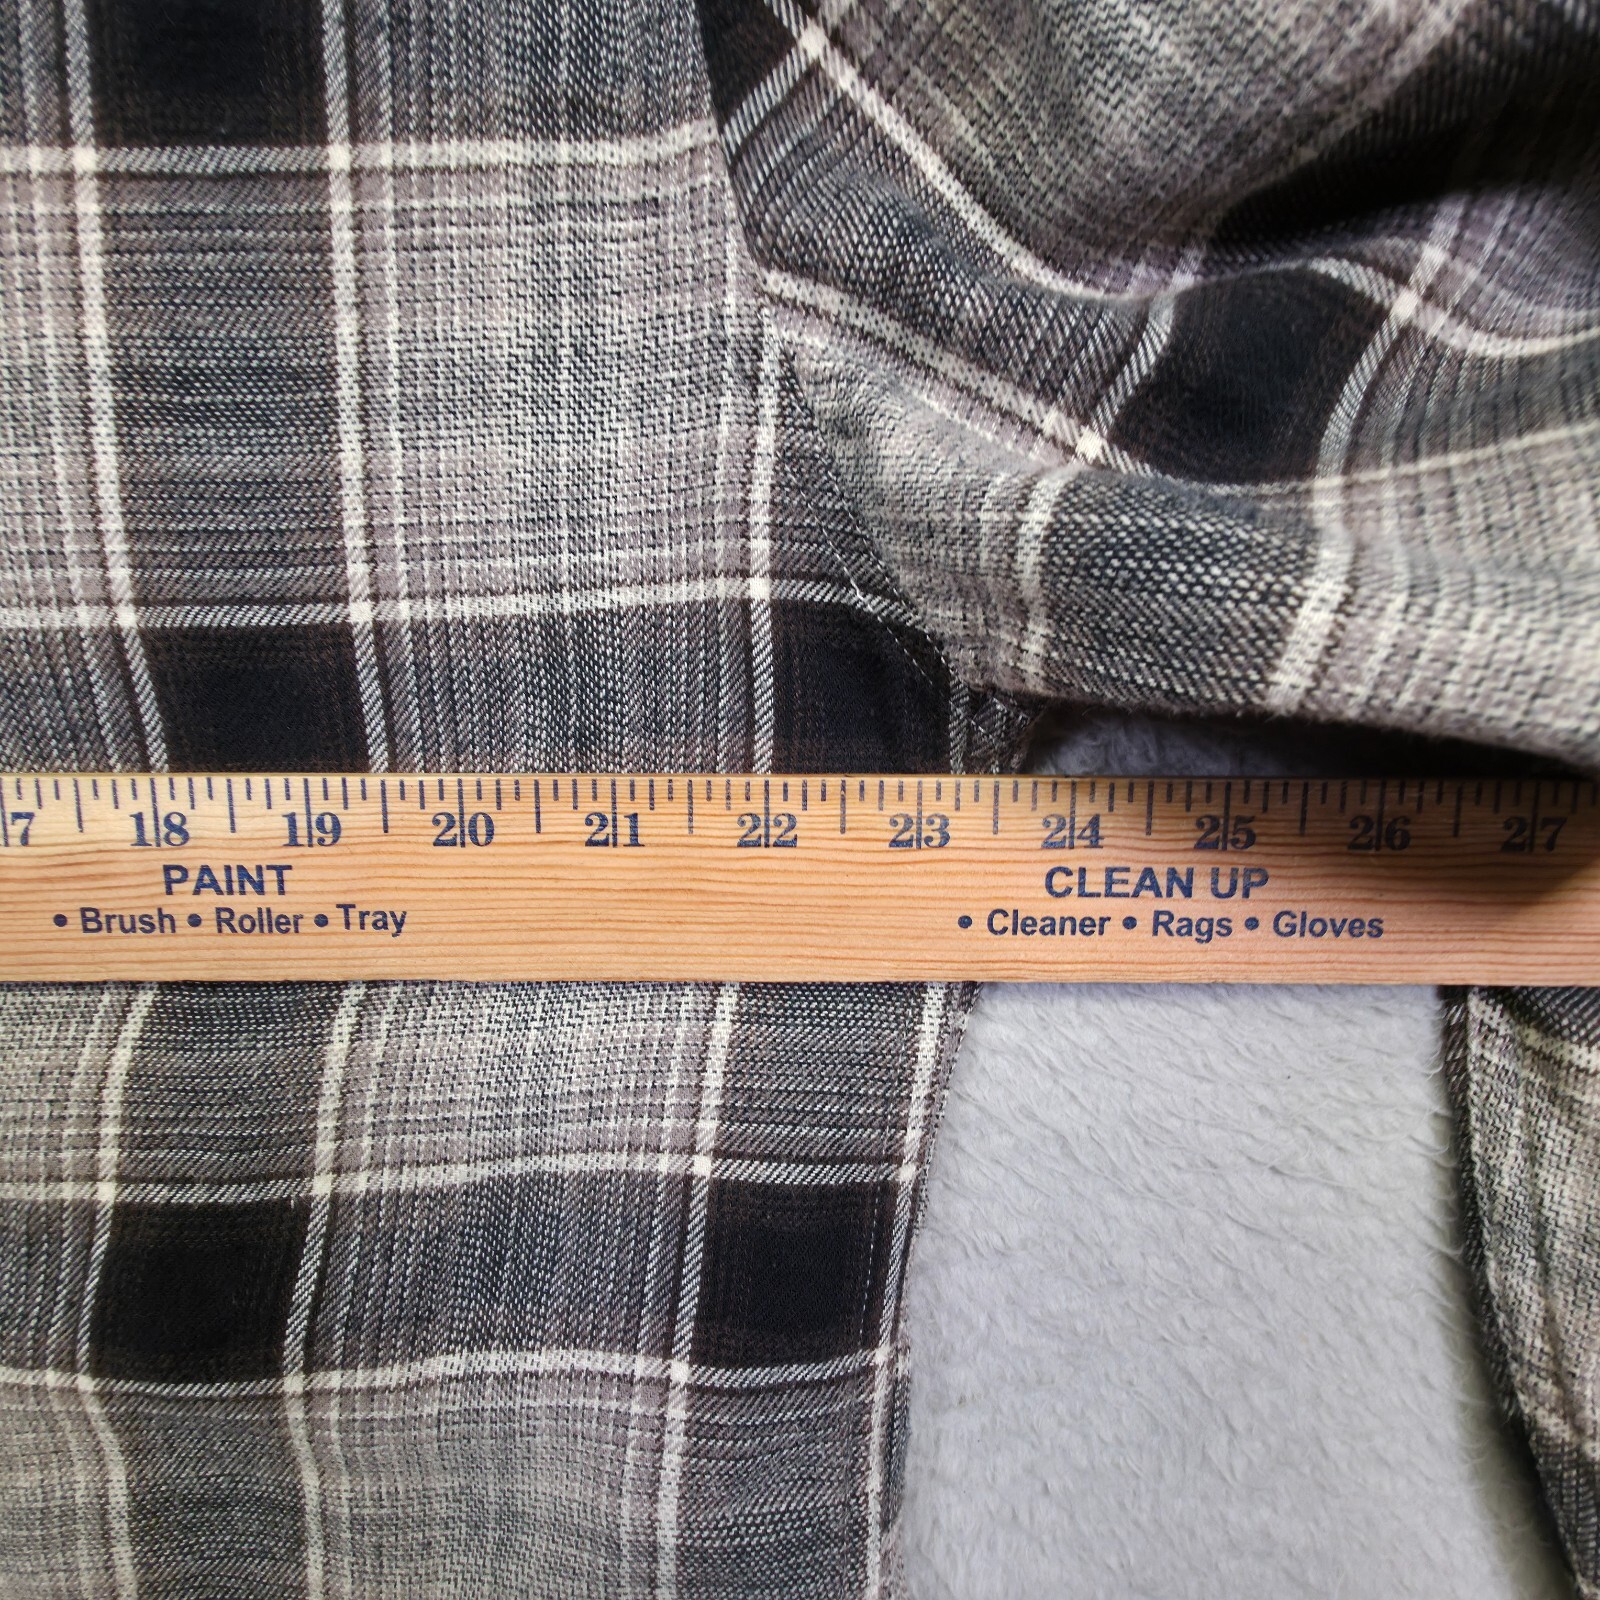 7 18 19 20 21 22 23 24 25 26 27
PAINT CLEAN UP
• Brush • Roller • Tray • Cleaner • Rags • Gloves